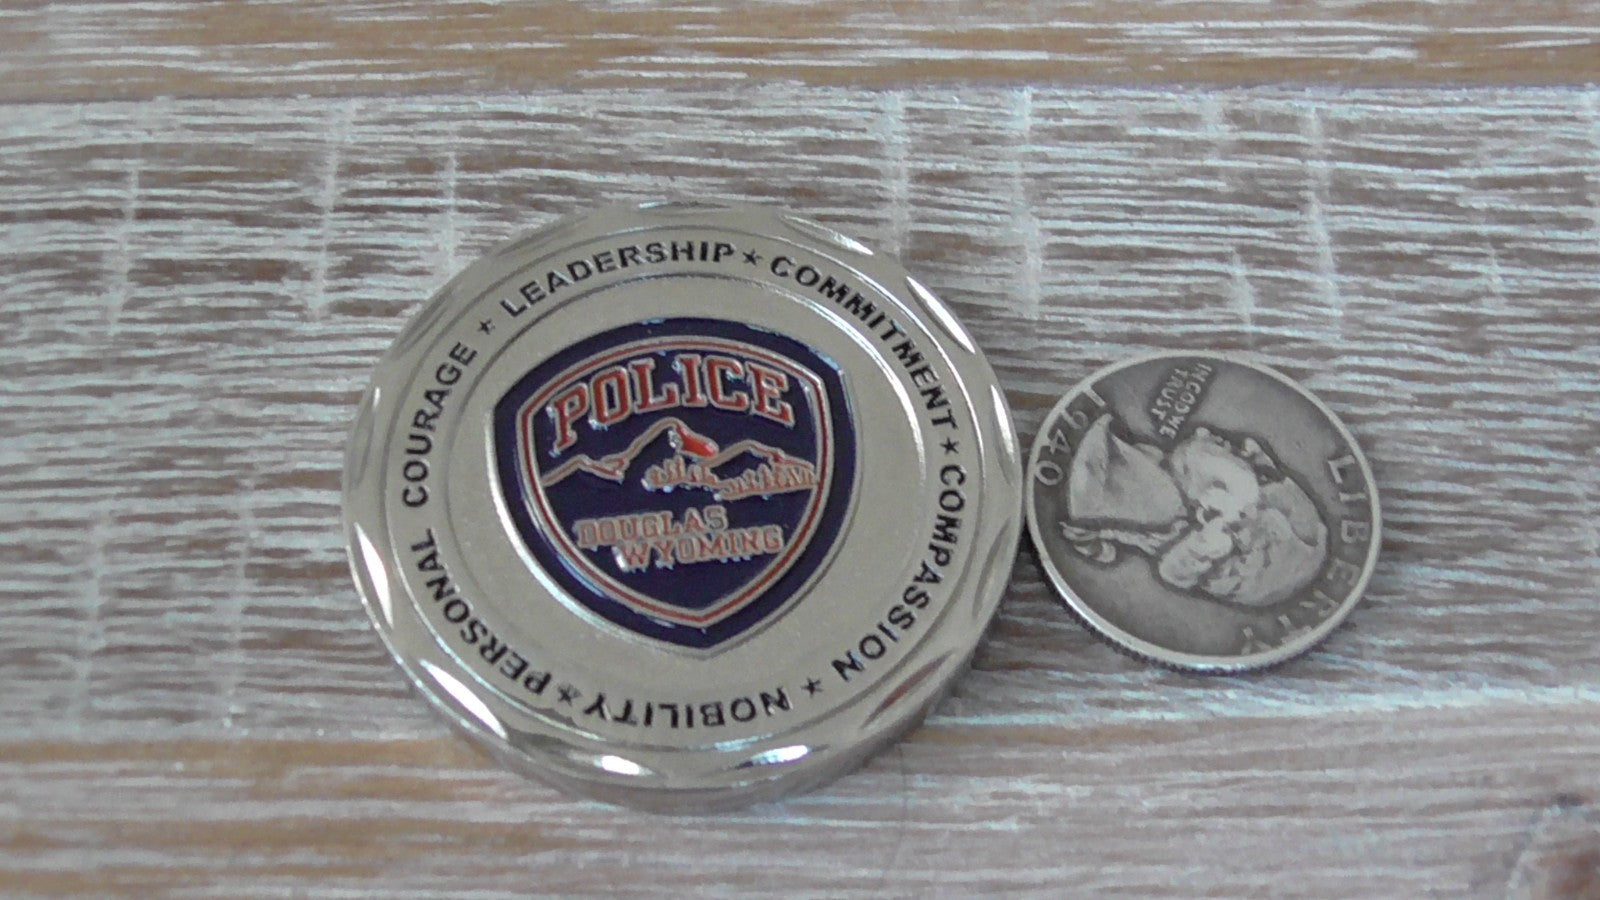 LEADERSHIP ★ COMMITMENT ★ COMPASSION ★ NOBILITY ★ PERSONAL COURAGE ★
POLICE
DOUGLAS
WYOMING
LIBERTY
IN GOD WE
TRUST
1940